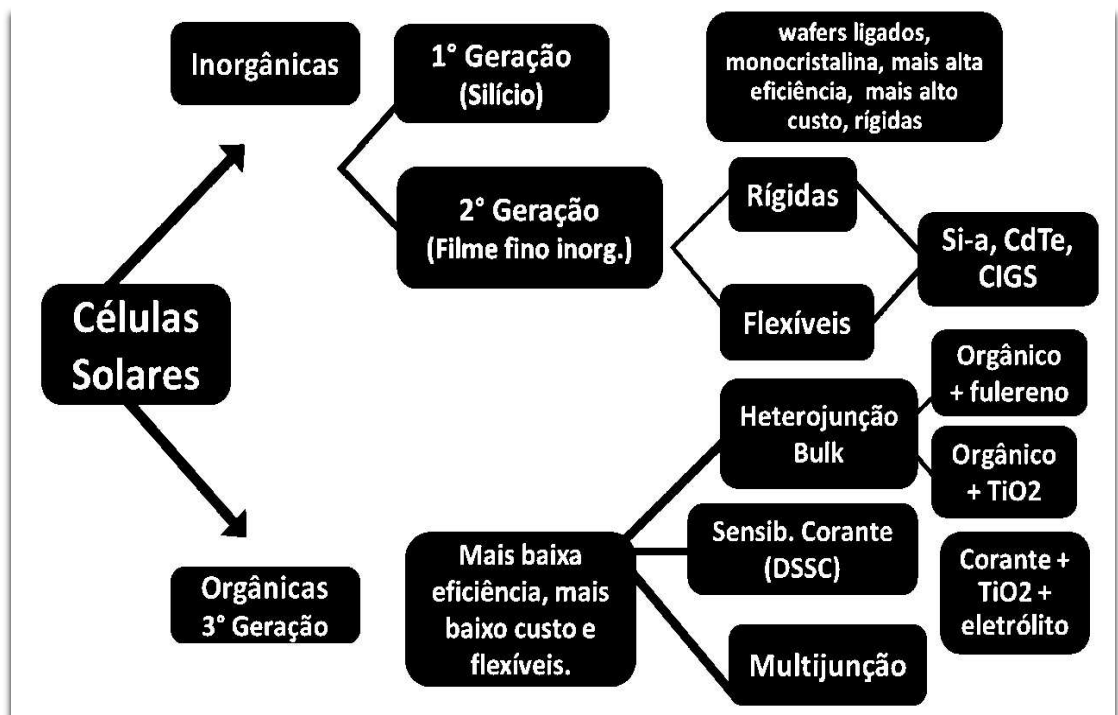 Inorgânicas
1° Geração
(Silício)
wafers ligados,
monocristalina, mais alta
eficiência, mais alto
custo, rígidas
2° Geração
(Filme fino inorg.)
Rígidas
Flexíveis
Si-a, CdTe,
CIGS
Células
Solares
Orgânicas
3° Geração
Mais baixa
eficiência, mais
baixo custo e
flexíveis.
Heterojunção
Bulk
Orgânico
+ fulereno
Orgânico
+ TiO2
Sensib. Corante
(DSSC)
Corante +
TiO2 +
eletrólito
Multijunção